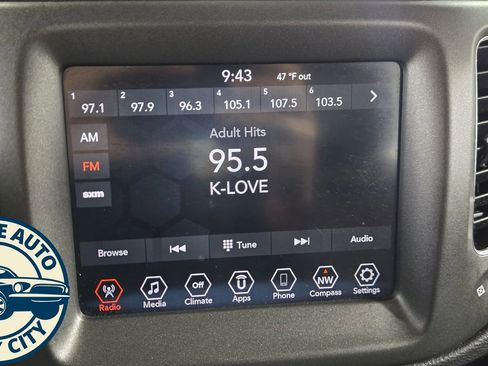 9:43 47 °F out
1 2 3 4 5 6
97.1 97.9 96.3 105.1 107.5 103.5
AM
FM
sxm
Adult Hits
95.5
K-LOVE
Browse Tune Audio
Off NW
Radio Media Climate Apps Phone Compass Settings
E AUTO
CITY